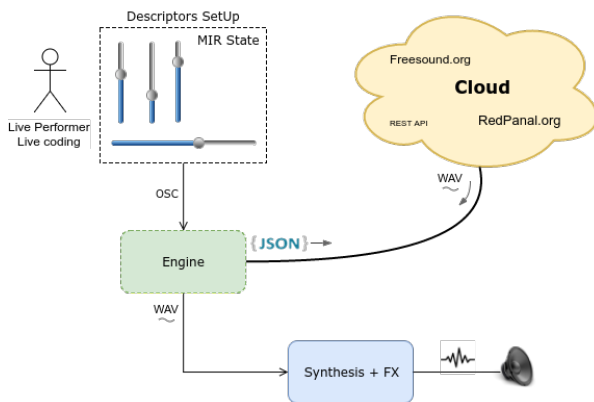 Descriptors SetUp
MIR State
Live Performer
Live coding
Freesound.org
Cloud
REST API
RedPanal.org
WAV
OSC
{JSON}
Engine
WAV
Synthesis + FX